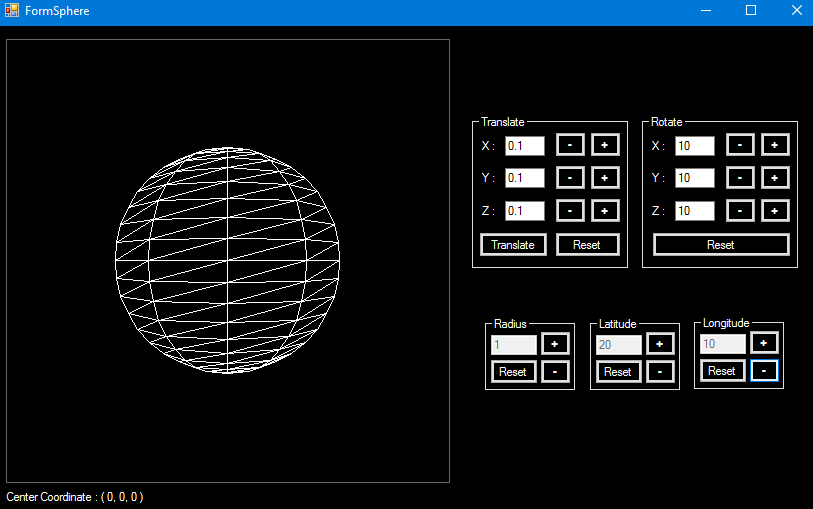 FormSphere
Translate
X : 0.1 - +
Y : 0.1 - +
Z : 0.1 - +
Translate Reset
Rotate
X : 10 - +
Y : 10 - +
Z : 10 - +
Reset
Radius
1 +
Reset -
Latitude
20 +
Reset -
Longitude
10 +
Reset -
Center Coordinate : ( 0, 0, 0 )